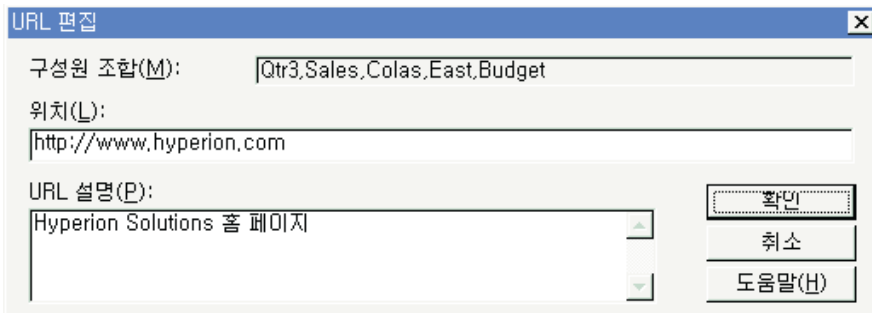 URL 편집
구성원 조합(M): Qtr3,Sales,Colas,East,Budget
위치(L):
http://www.hyperion.com
URL 설명(P):
Hyperion Solutions 홈 페이지
확인
취소
도움말(H)